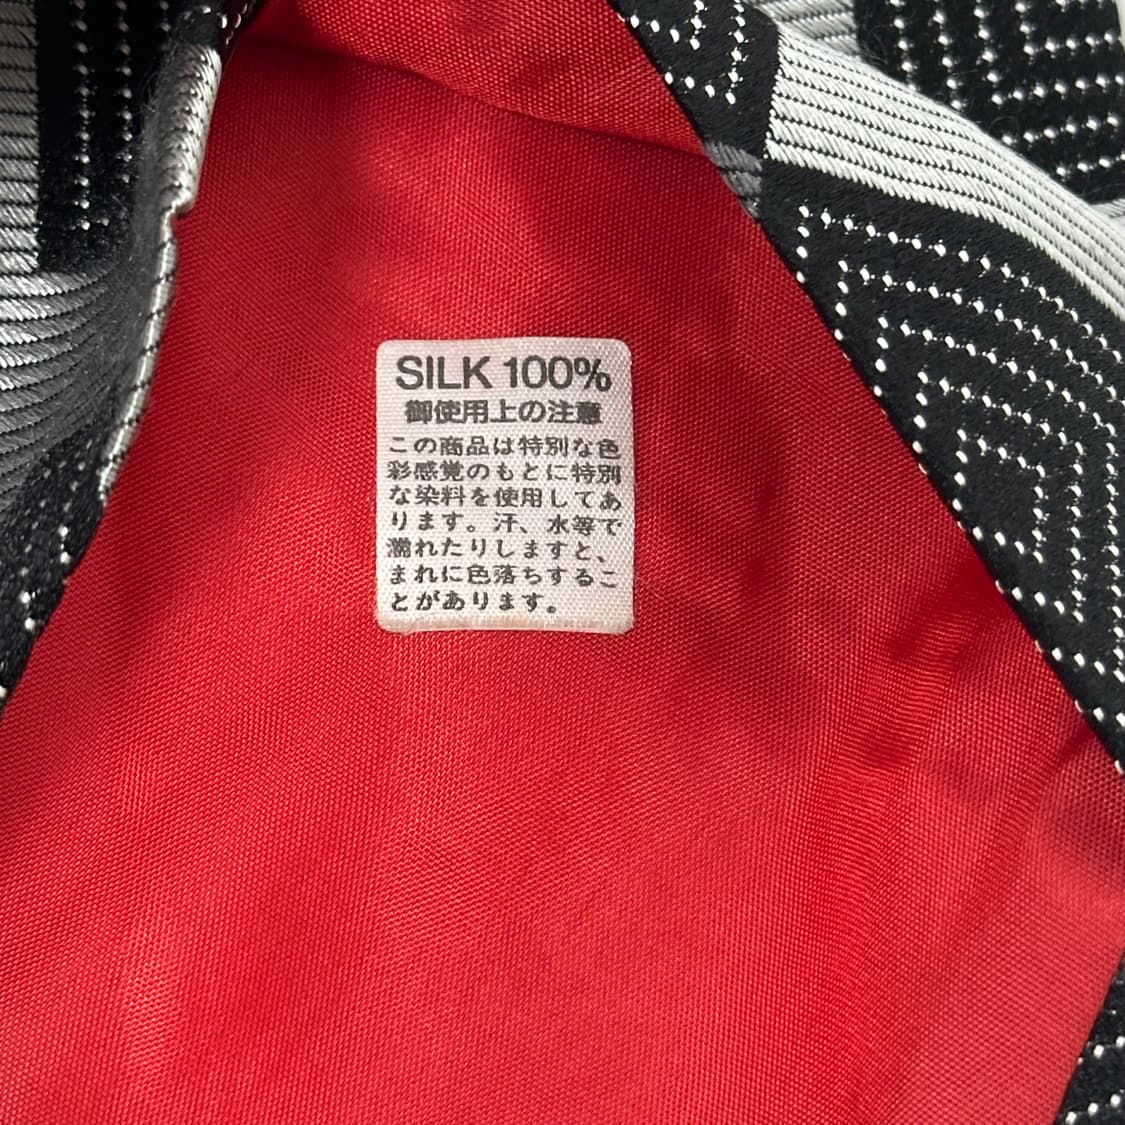 SILK 100%
御使用上の注意
この商品は特別な色
彩感覚のもとに特別
な染料を使用してあ
ります。汗、水等で
濡れたりしますと、
まれに色落ちするこ
とがあります。